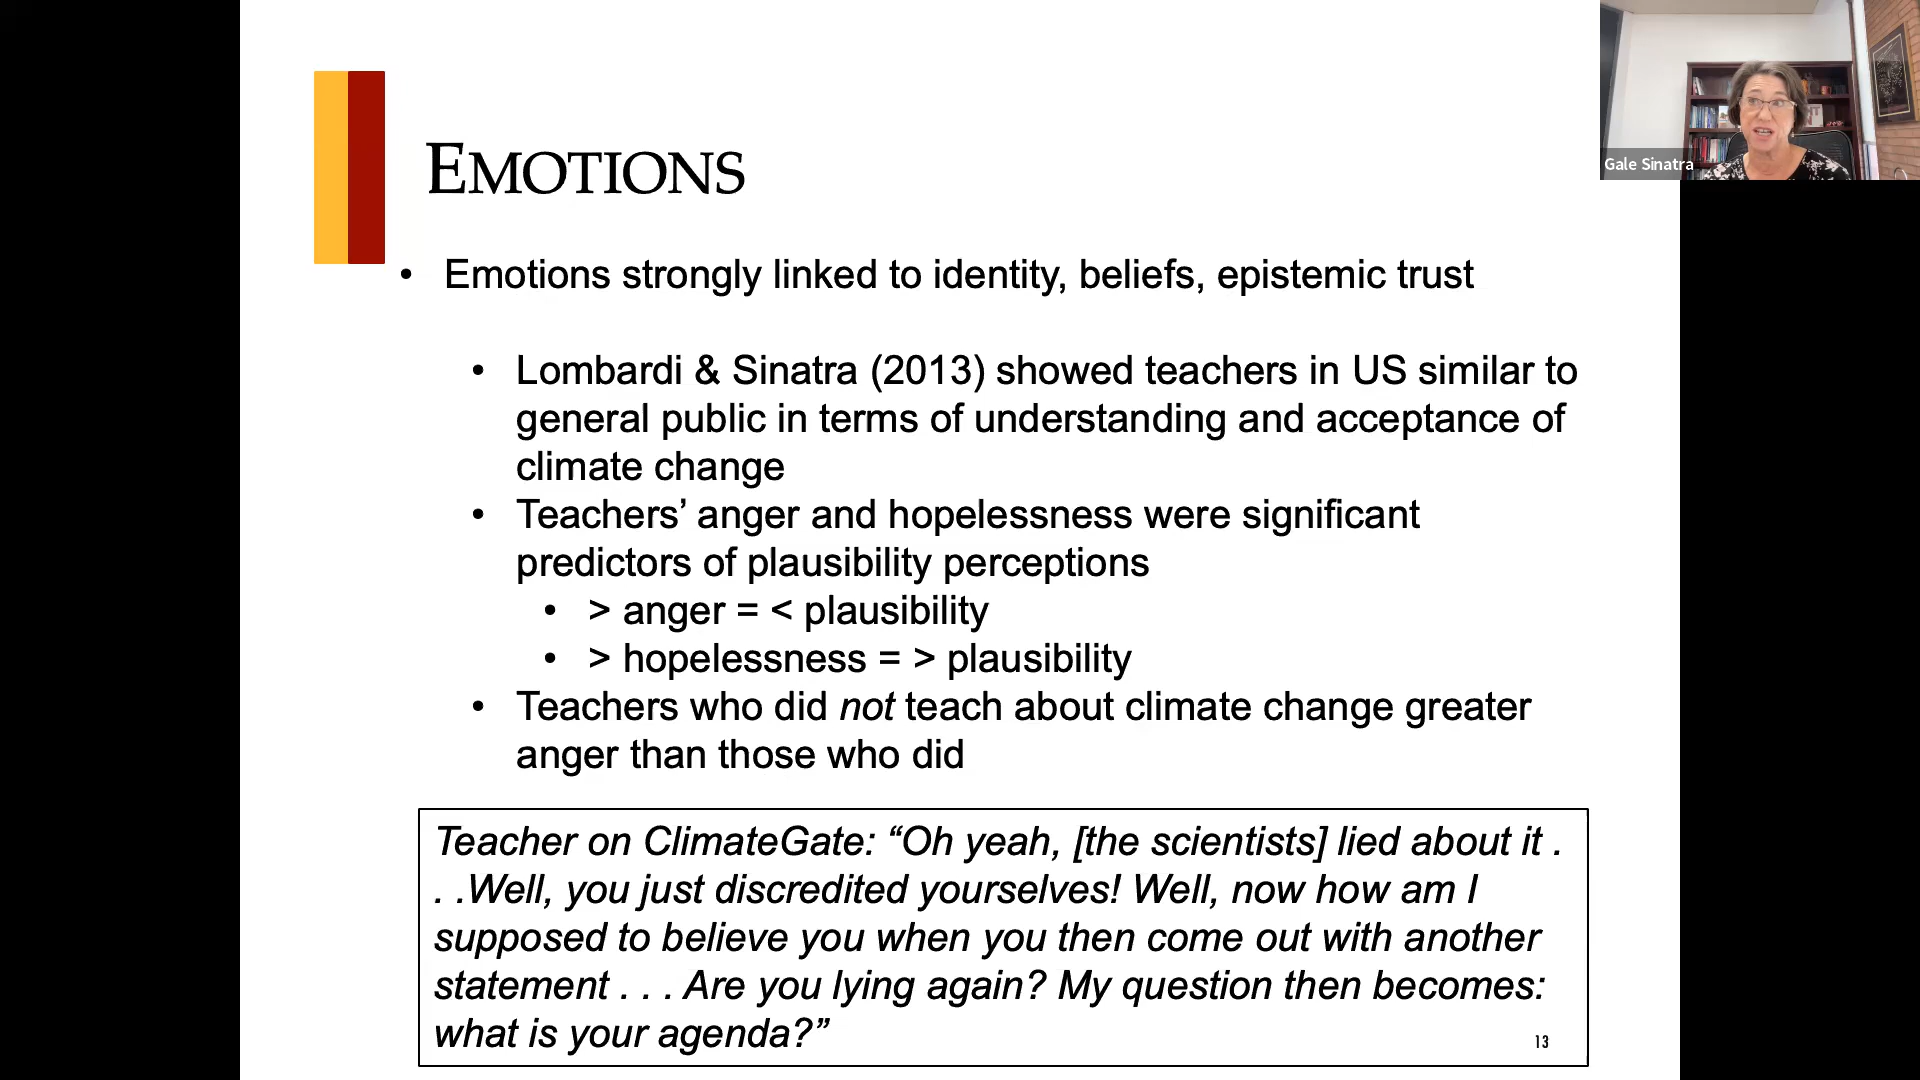 Gale Sinatra
EMOTIONS
• Emotions strongly linked to identity, beliefs, epistemic trust
• Lombardi & Sinatra (2013) showed teachers in US similar to
general public in terms of understanding and acceptance of
climate change
• Teachers’ anger and hopelessness were significant
predictors of plausibility perceptions
• > anger = < plausibility
• > hopelessness = > plausibility
• Teachers who did not teach about climate change greater
anger than those who did
Teacher on ClimateGate: “Oh yeah, [the scientists] lied about it .
. .Well, you just discredited yourselves! Well, now how am I
supposed to believe you when you then come out with another
statement . . . Are you lying again? My question then becomes:
what is your agenda?”
13